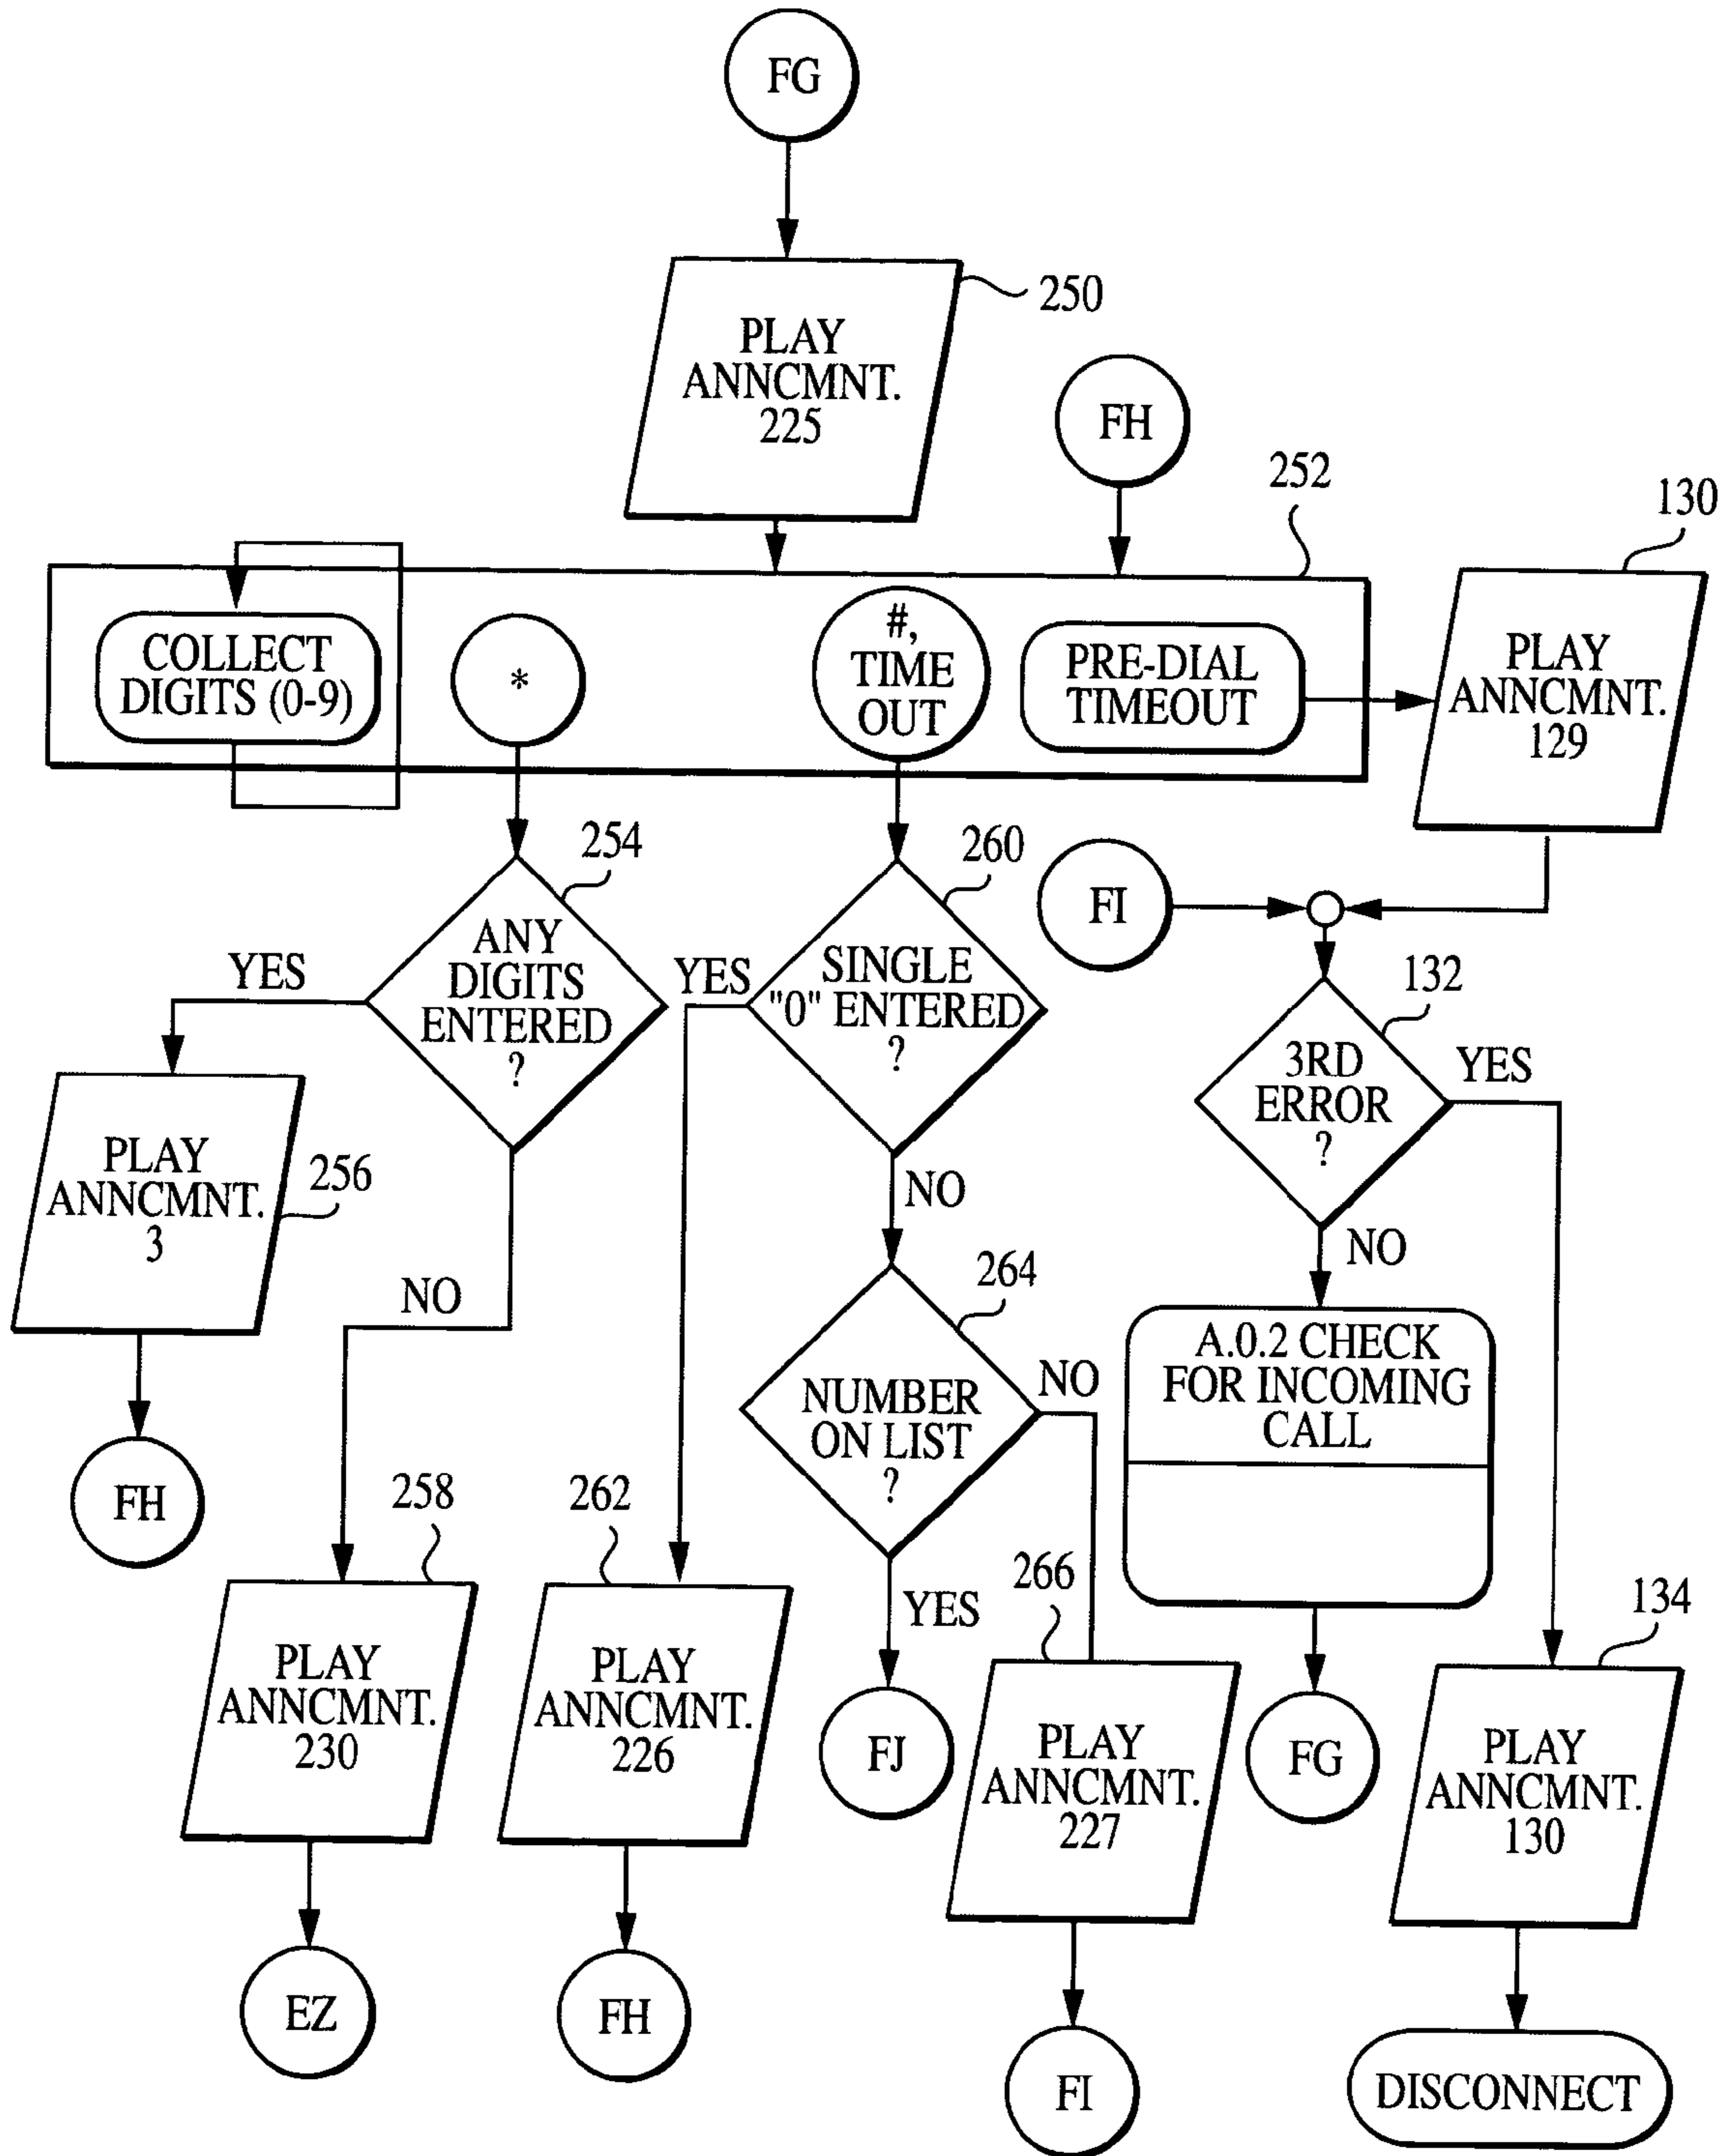 FG
PLAY
ANNCMNT.
225
250
FH
252
130
COLLECT
DIGITS (0-9)
*
#,
TIME
OUT
PRE-DIAL
TIMEOUT
PLAY
ANNCMNT.
129
254
260
FI
ANY
DIGITS
ENTERED
?
YES
SINGLE
"0" ENTERED
?
YES
132
3RD
ERROR
?
YES
PLAY
ANNCMNT.
3
256
NO
NO
NO
264
A.0.2 CHECK
FOR INCOMING
CALL
NUMBER
ON LIST
?
NO
FH
258
262
YES
266
134
PLAY
ANNCMNT.
230
PLAY
ANNCMNT.
226
FJ
PLAY
ANNCMNT.
227
FG
PLAY
ANNCMNT.
130
EZ
FH
FI
DISCONNECT